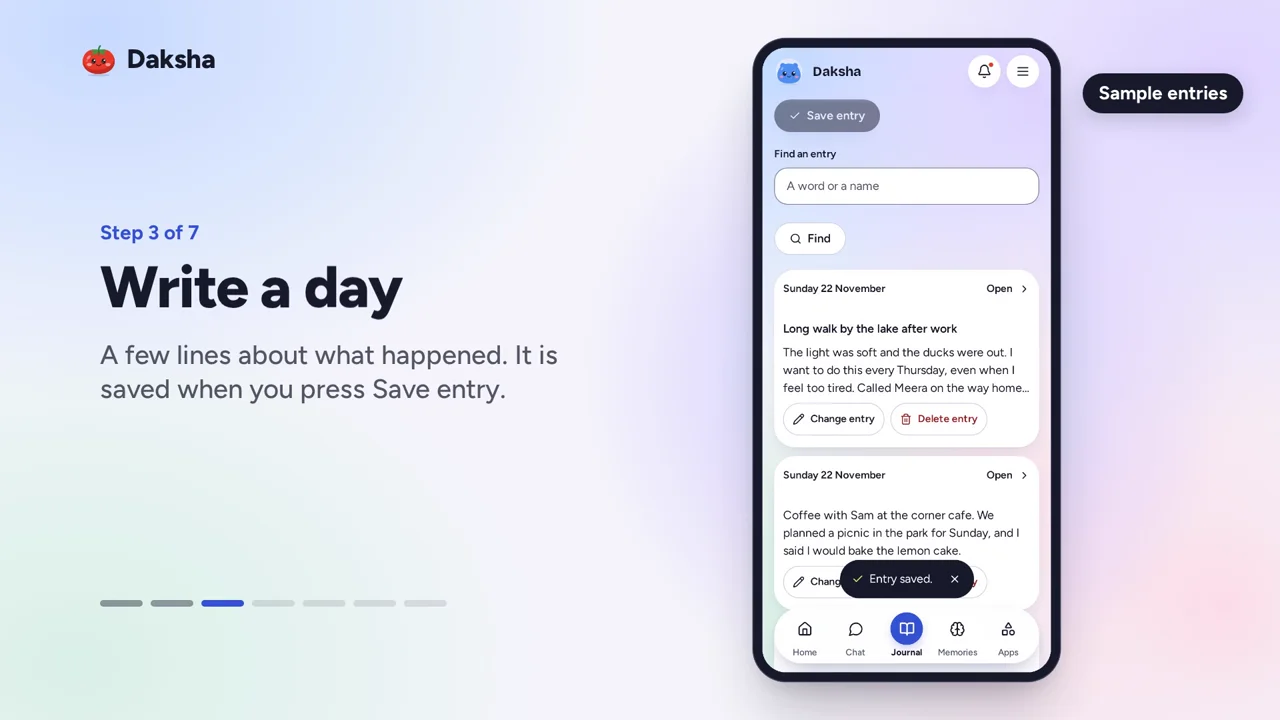 Daksha
Step 3 of 7
Write a day
A few lines about what happened. It is
saved when you press Save entry.
Daksha
Save entry
Find an entry
A word or a name
Find
Sunday 22 November
Open
Long walk by the lake after work
The light was soft and the ducks were out. I
want to do this every Thursday, even when I
feel too tired. Called Meera on the way home...
Change entry
Delete entry
Sunday 22 November
Open
Coffee with Sam at the corner cafe. We
planned a picnic in the park for Sunday, and I
said I would bake the lemon cake.
Entry saved.
Home
Chat
Journal
Memories
Apps
Sample entries